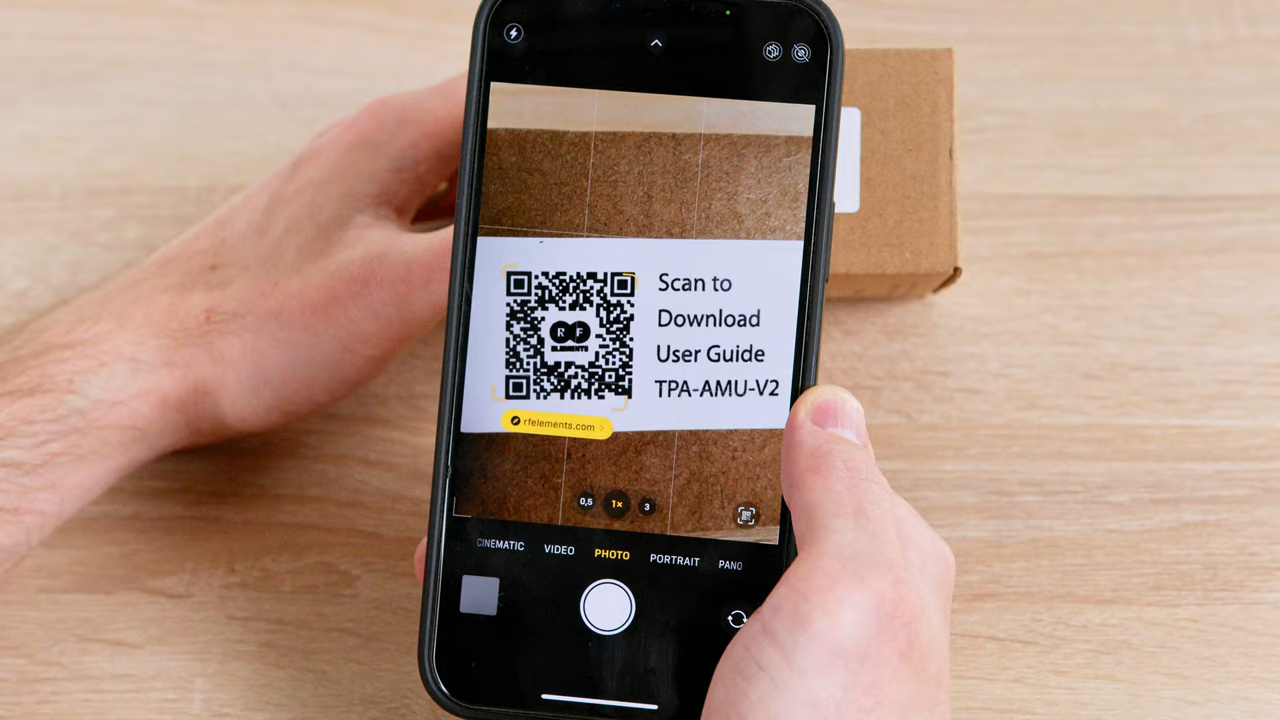 Scan to
Download
User Guide
TPA-AMU-V2
R F
ELEMENTS
rfelements.com
0,5 1× 3
CINEMATIC VIDEO PHOTO PORTRAIT PANO